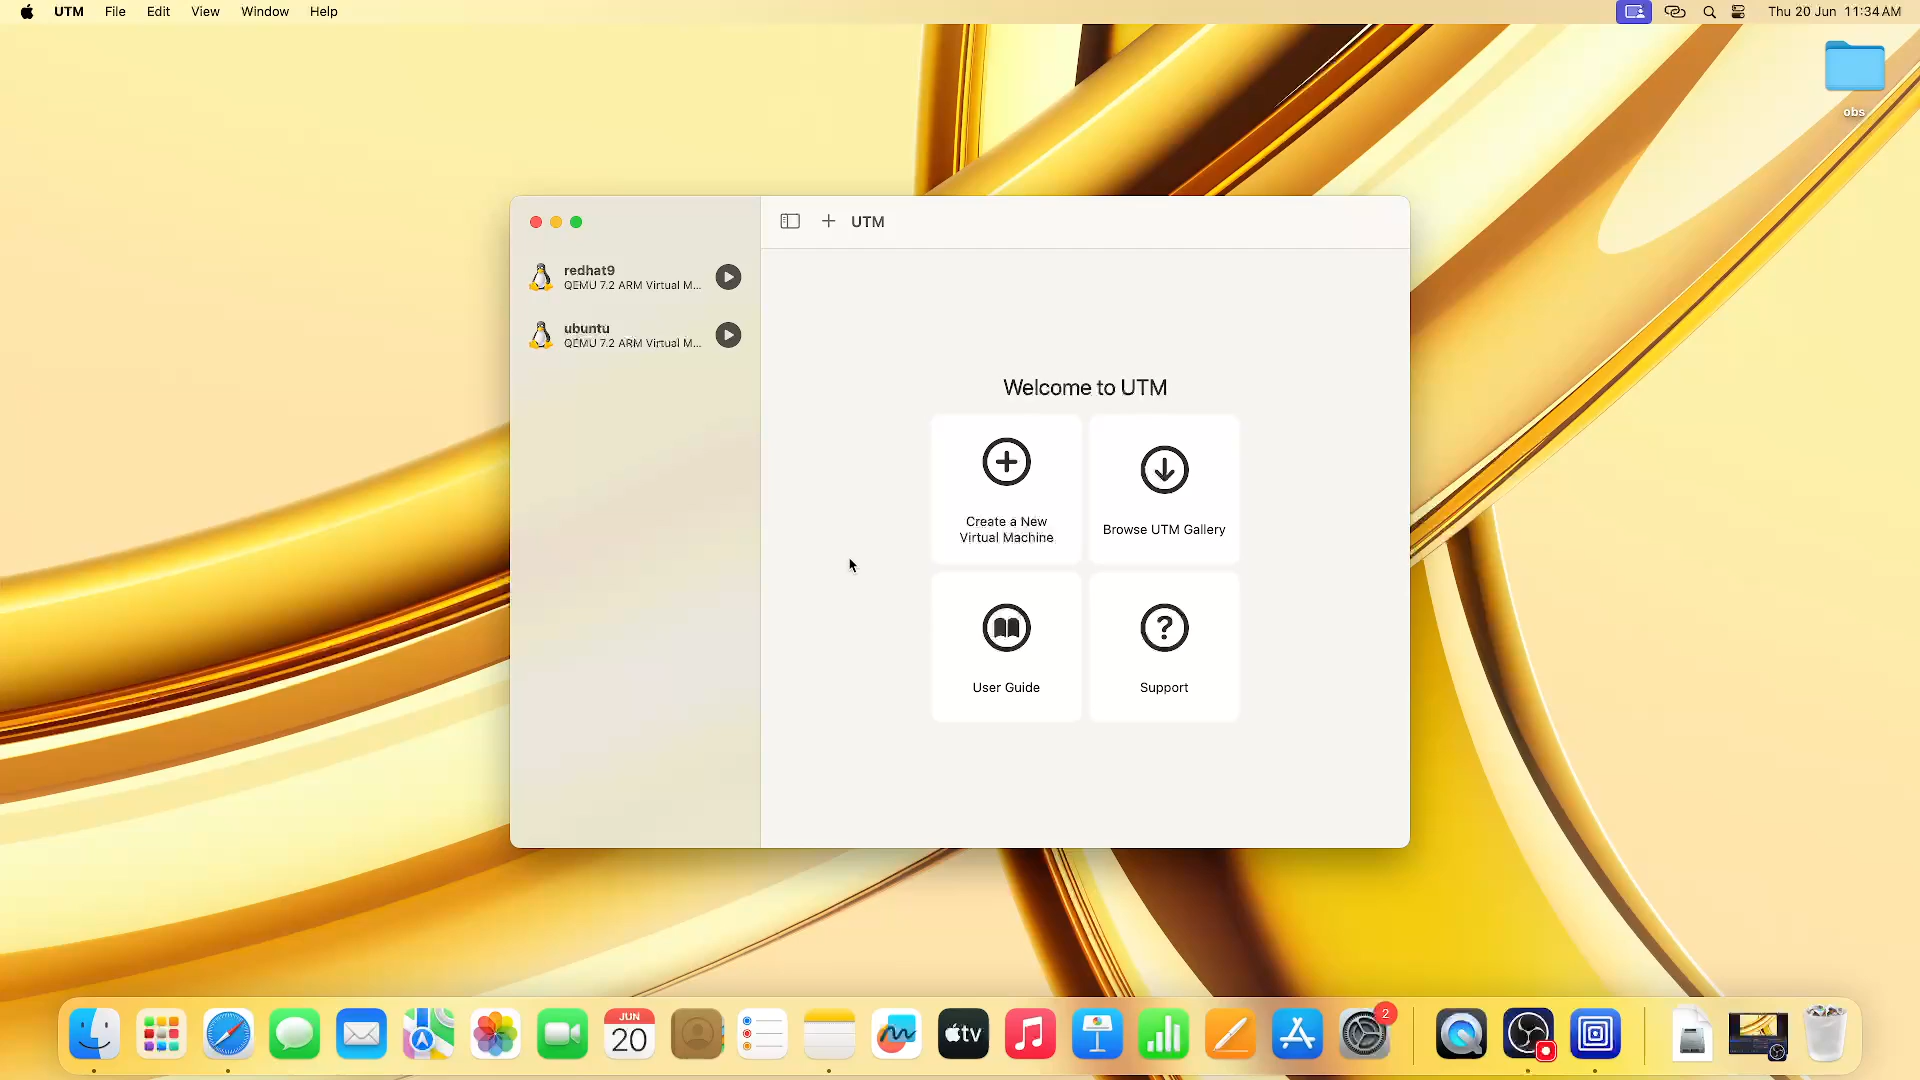 UTM File Edit View Window Help
Thu 20 Jun 11:34 AM
obs
UTM
redhat9
QEMU 7.2 ARM Virtual M...
ubuntu
QEMU 7.2 ARM Virtual M...
Welcome to UTM
Create a New
Virtual Machine
Browse UTM Gallery
User Guide
Support
JUN
20
tv
2